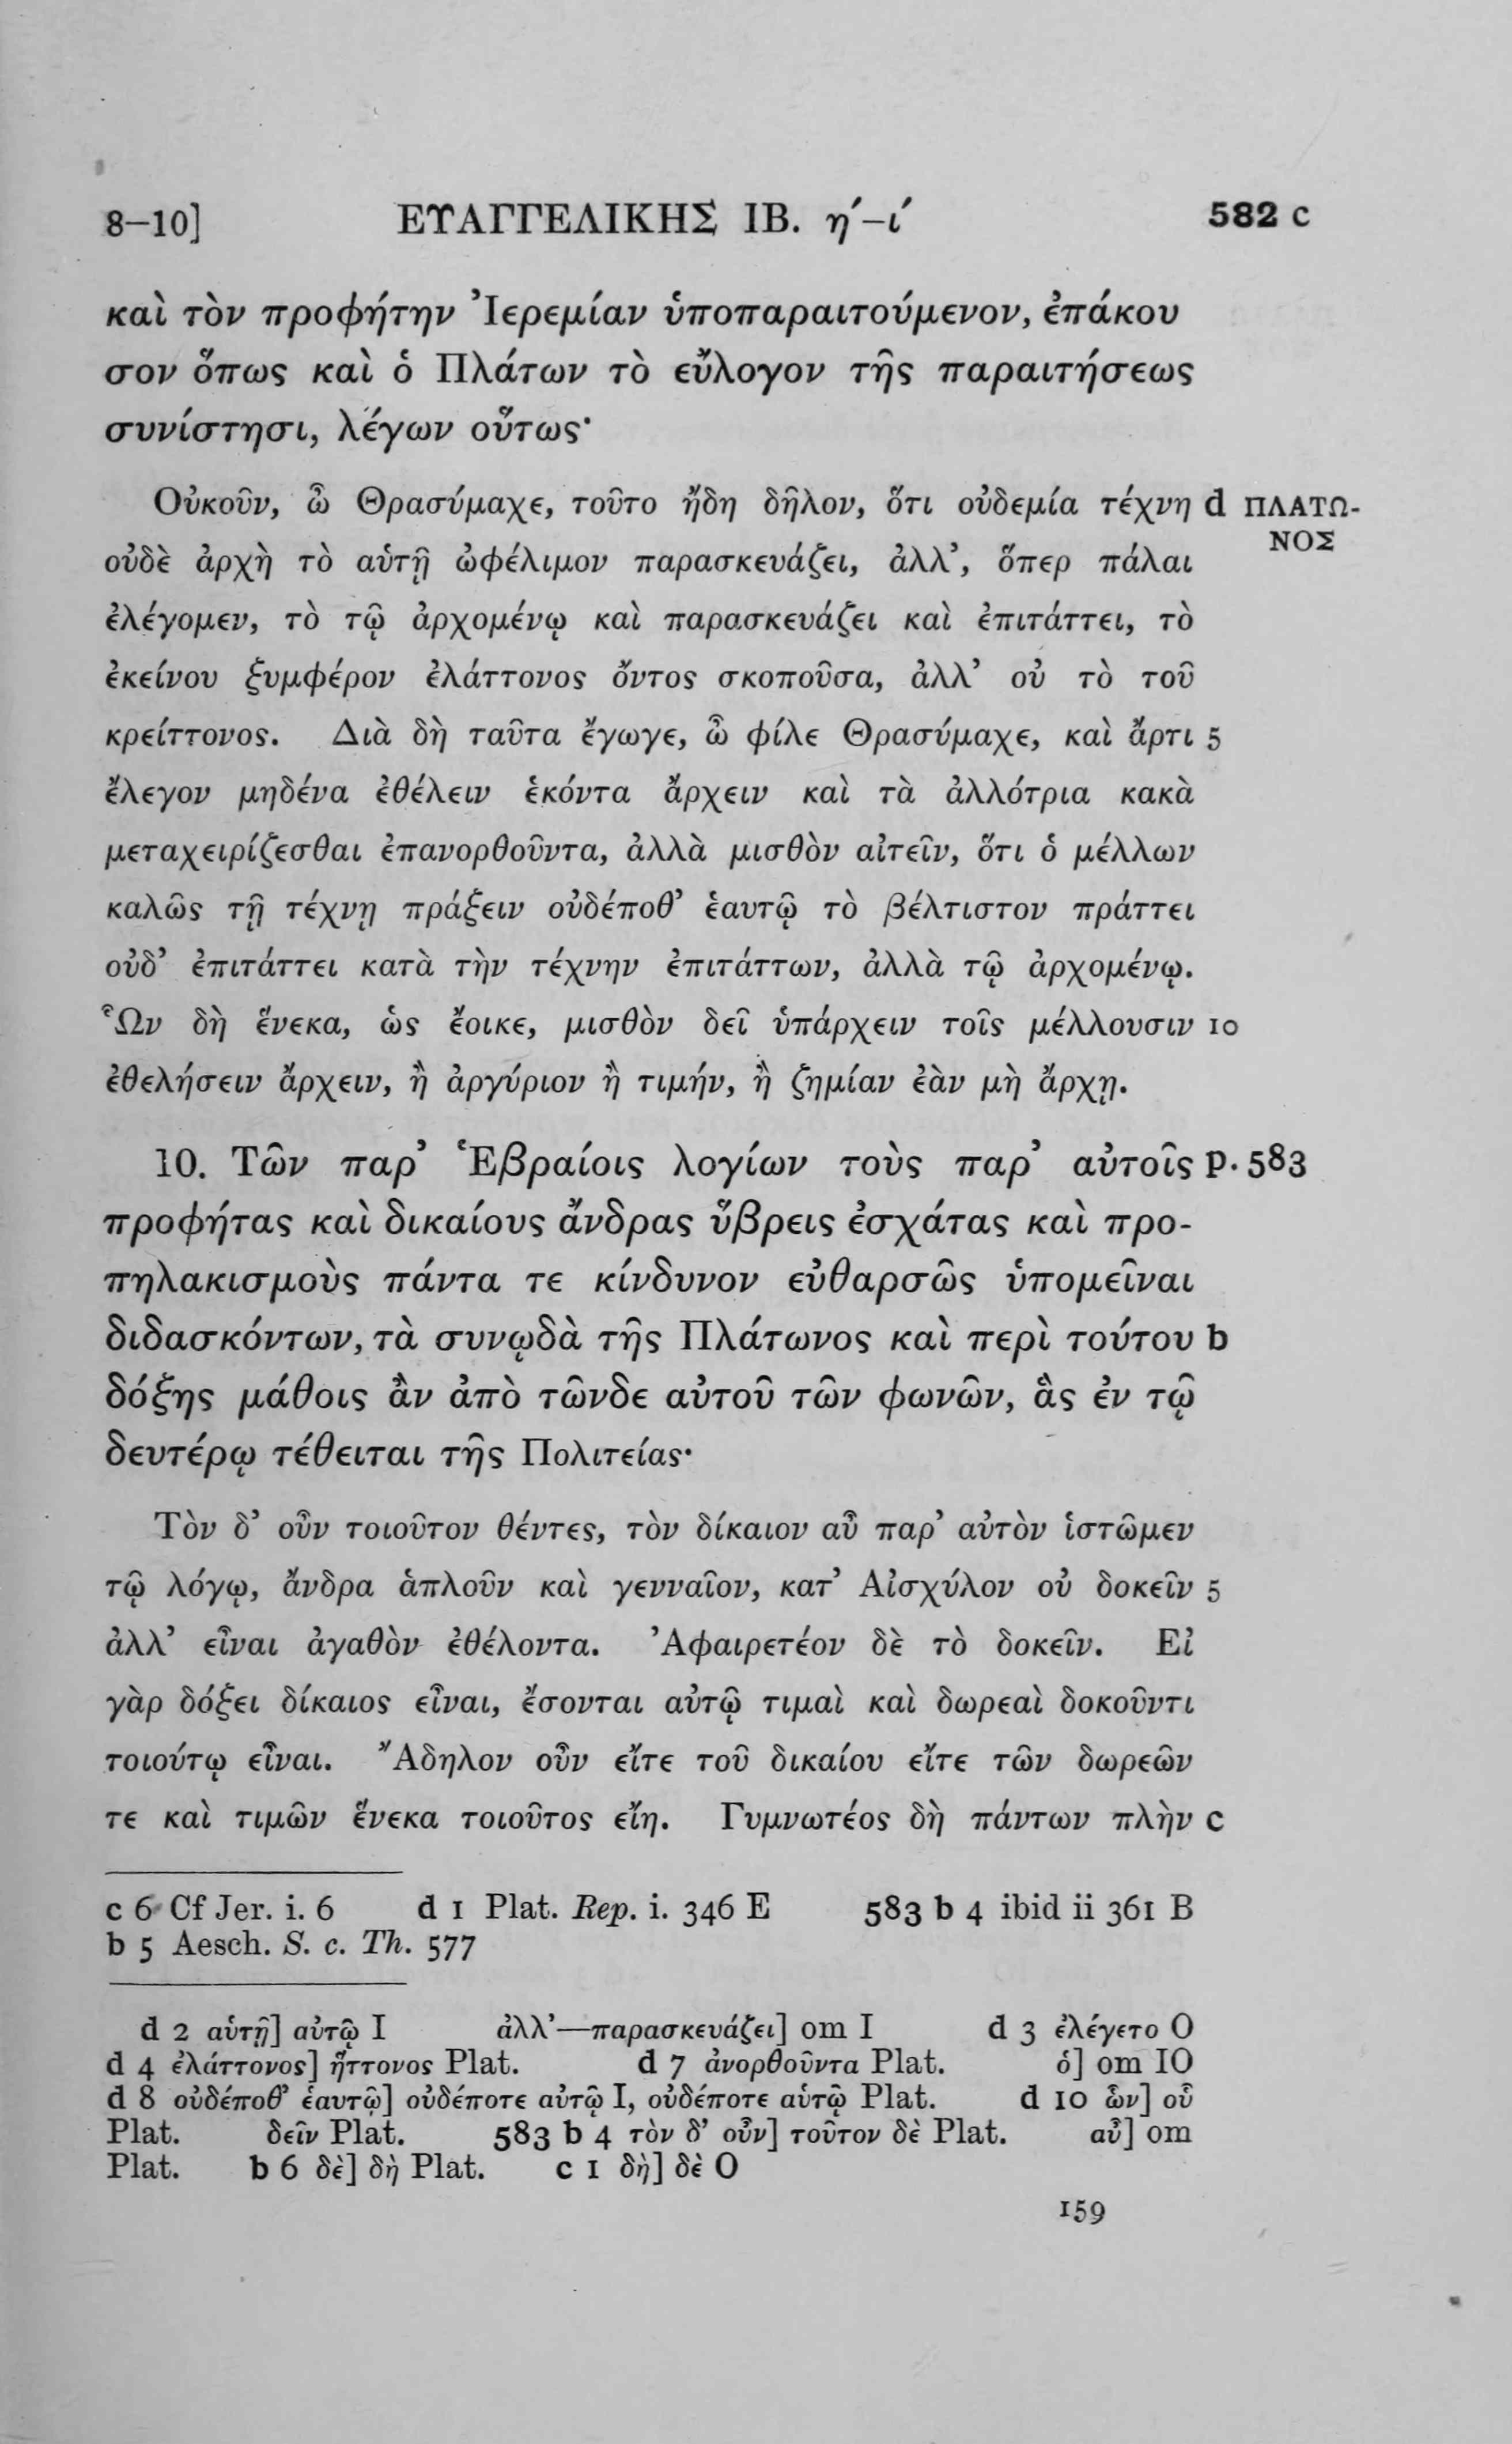 8–10] ΕΥΑΓΓΕΛΙΚΗΣ ΙΒ. η΄–ι΄ 582 c
καὶ τὸν προφήτην Ἰερεμίαν ὑποπαραιτούμενον, ἐπάκου
σον ὅπως καὶ ὁ Πλάτων τὸ εὔλογον τῆς παραιτήσεως
συνίστησι, λέγων οὕτως·
Οὐκοῦν, ὦ Θρασύμαχε, τοῦτο ἤδη δῆλον, ὅτι οὐδεμία τέχνη d ΠΛΑΤΩ-
ΝΟΣ
οὐδὲ ἀρχὴ τὸ αὑτῇ ὠφέλιμον παρασκευάζει, ἀλλ’, ὅπερ πάλαι
ἐλέγομεν, τὸ τῷ ἀρχομένῳ καὶ παρασκευάζει καὶ ἐπιτάττει, τὸ
ἐκείνου ξυμφέρον ἐλάττονος ὄντος σκοποῦσα, ἀλλ’ οὐ τὸ τοῦ
κρείττονος. Διὰ δὴ ταῦτα ἔγωγε, ὦ φίλε Θρασύμαχε, καὶ ἄρτι 5
ἔλεγον μηδένα ἐθέλειν ἑκόντα ἄρχειν καὶ τὰ ἀλλότρια κακὰ
μεταχειρίζεσθαι ἐπανορθοῦντα, ἀλλὰ μισθὸν αἰτεῖν, ὅτι ὁ μέλλων
καλῶς τῇ τέχνῃ πράξειν οὐδέποθ’ ἑαυτῷ τὸ βέλτιστον πράττει
οὐδ’ ἐπιτάττει κατὰ τὴν τέχνην ἐπιτάττων, ἀλλὰ τῷ ἀρχομένῳ.
Ὧν δὴ ἕνεκα, ὡς ἔοικε, μισθὸν δεῖ ὑπάρχειν τοῖς μέλλουσιν 10
ἐθελήσειν ἄρχειν, ἢ ἀργύριον ἢ τιμήν, ἢ ζημίαν ἐὰν μὴ ἄρχῃ.
10. Τῶν παρ’ Ἑβραίοις λογίων τοὺς παρ’ αὐτοῖς p. 583
προφήτας καὶ δικαίους ἄνδρας ὕβρεις ἐσχάτας καὶ προ-
πηλακισμοὺς πάντα τε κίνδυνον εὐθαρσῶς ὑπομεῖναι
διδασκόντων, τὰ συνῳδὰ τῆς Πλάτωνος καὶ περὶ τούτου b
δόξης μάθοις ἂν ἀπὸ τῶνδε αὐτοῦ τῶν φωνῶν, ἃς ἐν τῷ
δευτέρῳ τέθειται τῆς Πολιτείας·
Τὸν δ’ οὖν τοιοῦτον θέντες, τὸν δίκαιον αὖ παρ’ αὐτὸν ἱστῶμεν
τῷ λόγῳ, ἄνδρα ἁπλοῦν καὶ γενναῖον, κατ’ Αἰσχύλον οὐ δοκεῖν 5
ἀλλ’ εἶναι ἀγαθὸν ἐθέλοντα. Ἀφαιρετέον δὲ τὸ δοκεῖν. Εἰ
γὰρ δόξει δίκαιος εἶναι, ἔσονται αὐτῷ τιμαὶ καὶ δωρεαὶ δοκοῦντι
τοιούτῳ εἶναι. Ἄδηλον οὖν εἴτε τοῦ δικαίου εἴτε τῶν δωρεῶν
τε καὶ τιμῶν ἕνεκα τοιοῦτος εἴη. Γυμνωτέος δὴ πάντων πλὴν c
c 6 Cf Jer. i. 6 d 1 Plat. Rep. i. 346 E 583 b 4 ibid ii 361 B
b 5 Aesch. S. c. Th. 577
d 2 αὑτῇ] αὐτῷ I ἀλλ’—παρασκευάζει] om I d 3 ἐλέγετο O
d 4 ἐλάττονος] ἥττονος Plat. d 7 ἀνορθοῦντα Plat. ὁ] om IO
d 8 οὐδέποθ’ ἑαυτῷ] οὐδέποτε αὐτῷ I, οὐδέποτε αὑτῷ Plat. d 10 ὧν] οὗ
Plat. δεῖν Plat. 583 b 4 τὸν δ’ οὖν] τοῦτον δὲ Plat. αὖ] om
Plat. b 6 δὲ] δὴ Plat. c 1 δὴ] δὲ O
159